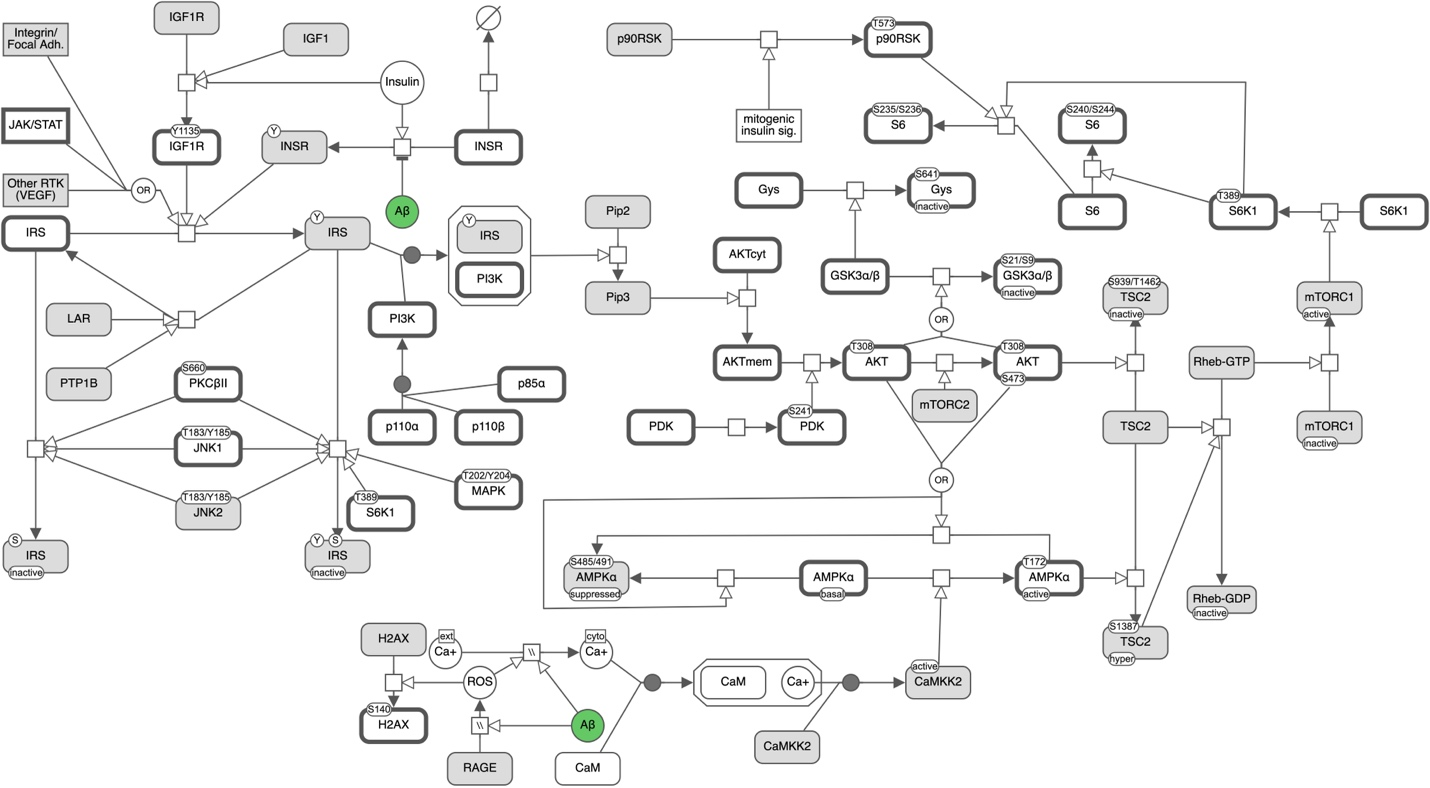 IGF1R
Integrin/
Focal Adh.
IGF1
p90RSK
T573
p90RSK
Insulin
JAK/STAT
Y1135
IGF1R
Y
INSR
INSR
mitogenic
insulin sig.
S235/S236
S6
S240/S244
S6
Other RTK
(VEGF)
OR
Aβ
Gys
S641
Gys
inactive
S6
T389
S6K1
S6K1
IRS
Y
IRS
Y
IRS
PI3K
Pip2
AKTcyt
GSK3α/β
S21/S9
GSK3α/β
inactive
S939/T1462
TSC2
inactive
mTORC1
active
Pip3
LAR
PI3K
OR
PTP1B
S660
PKCβII
p85α
AKTmem
T308
AKT
T308
AKT
S473
Rheb-GTP
mTORC2
p110α
p110β
PDK
S241
PDK
TSC2
mTORC1
inactive
T183/Y185
JNK1
T202/Y204
MAPK
OR
T183/Y185
JNK2
T389
S6K1
S
IRS
inactive
Y
S
IRS
inactive
S485/491
AMPKα
suppressed
AMPKα
basal
T172
AMPKα
active
Rheb-GDP
inactive
H2AX
ext
Ca+
\\
cyto
Ca+
S1387
TSC2
hyper
ROS
CaM
Ca+
active
CaMKK2
S140
H2AX
\\
Aβ
CaMKK2
RAGE
CaM